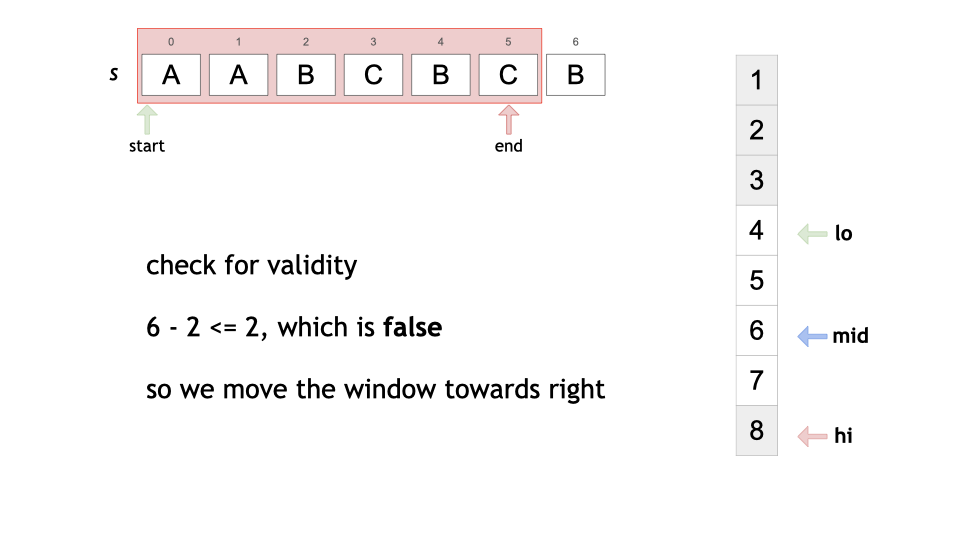 0 1 2 3 4 5 6
s A A B C B C B
start end
check for validity
6 - 2 <= 2, which is false
so we move the window towards right
1
2
3
4 lo
5
6 mid
7
8 hi